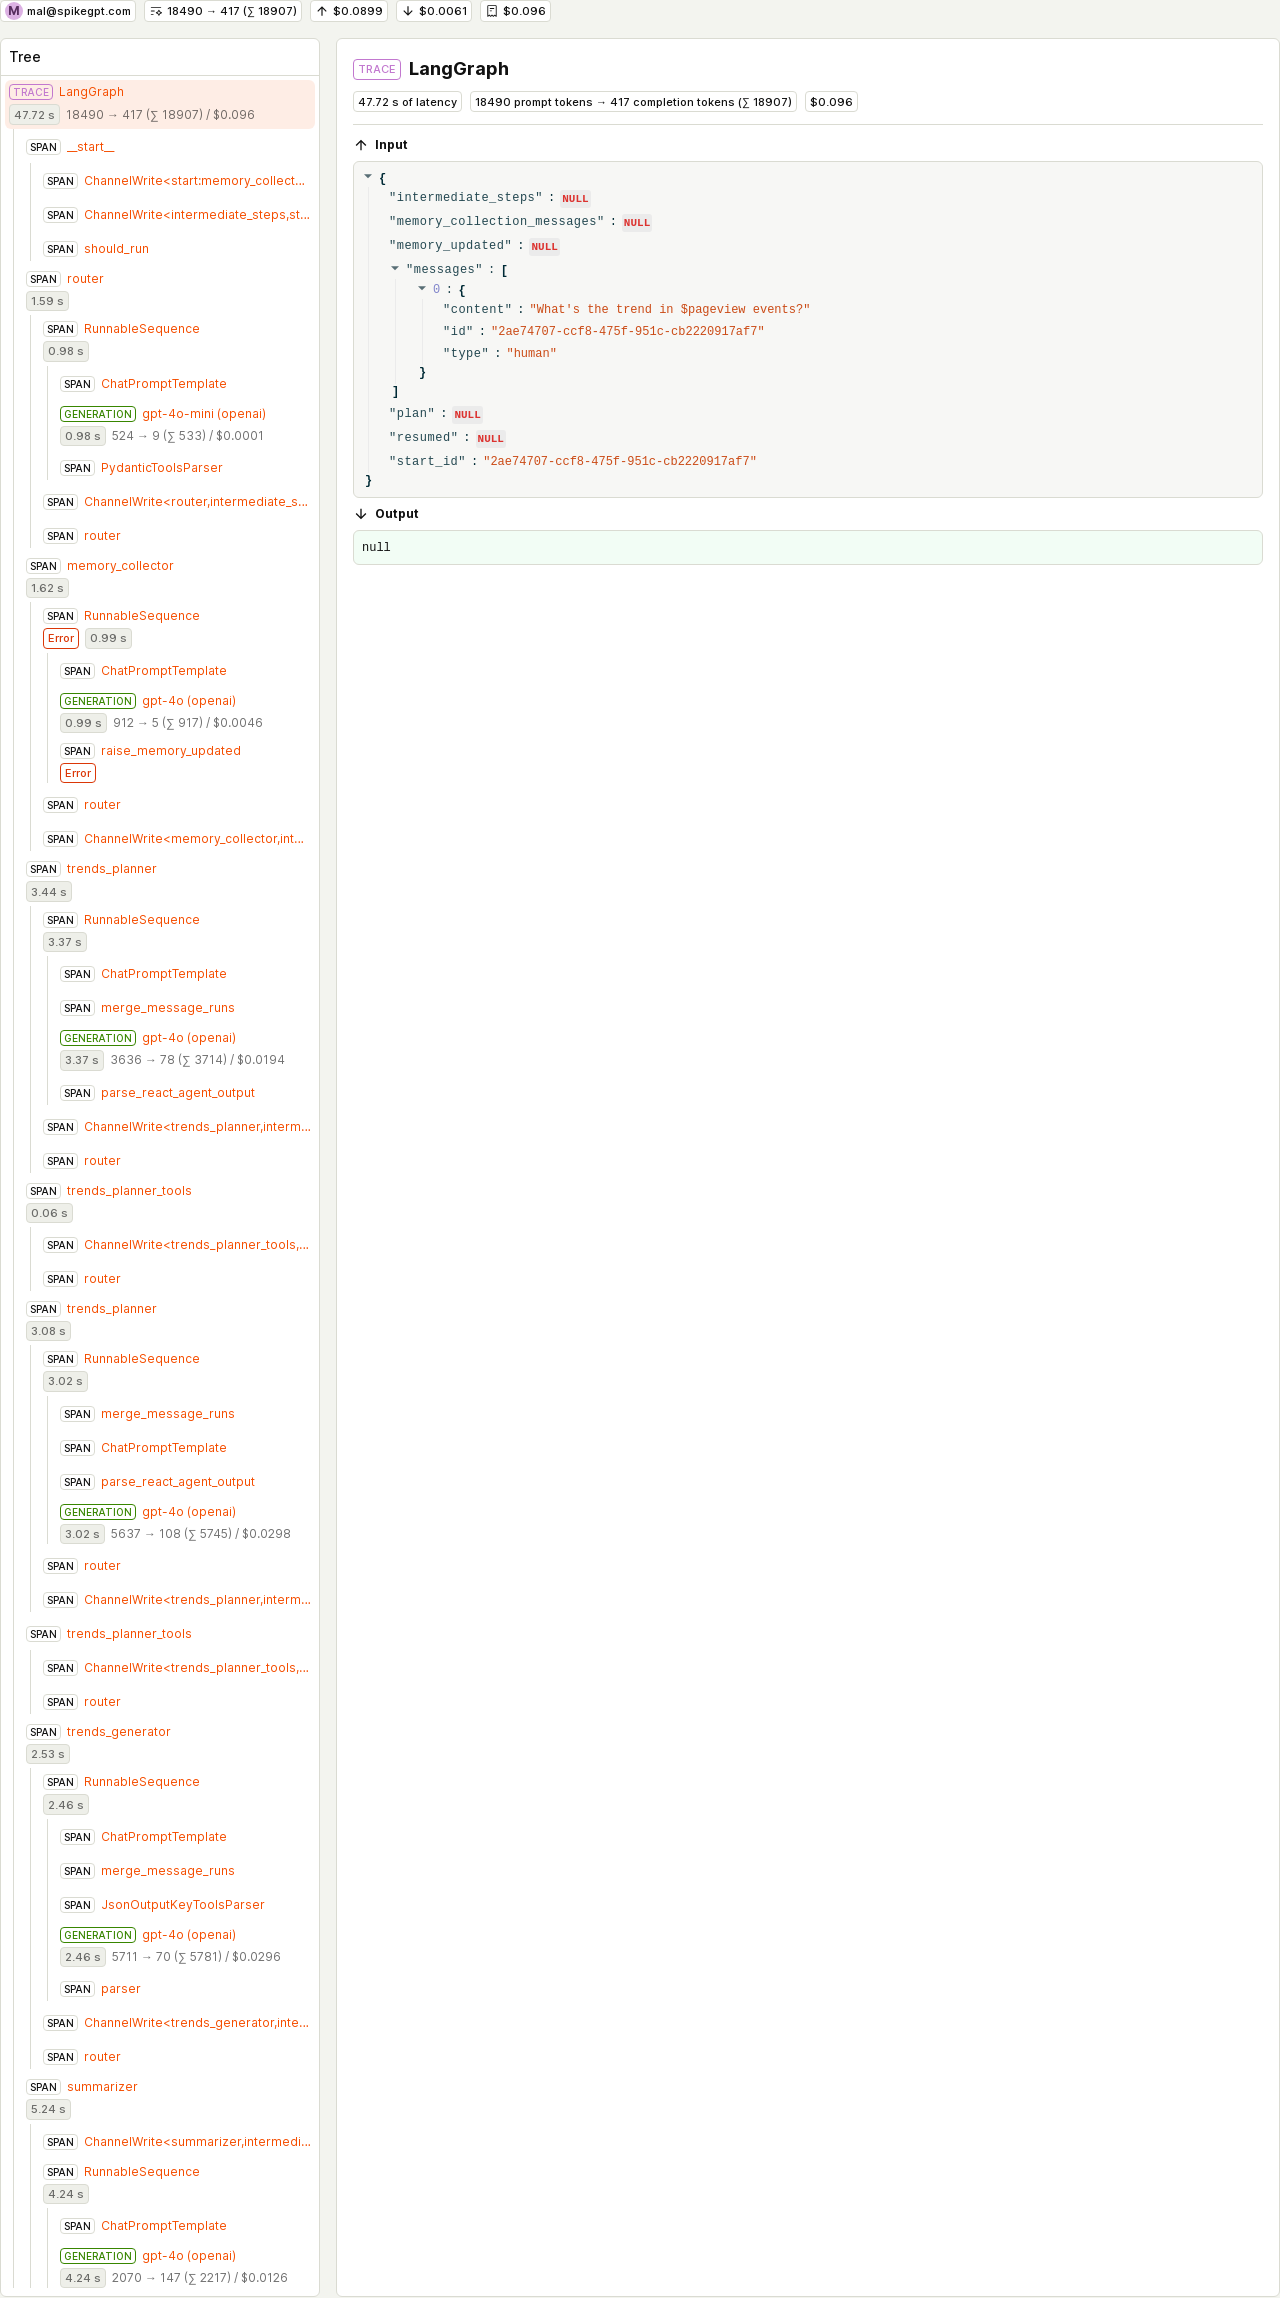 M mal@spikegpt.com 18490 → 417 (∑ 18907) $0.0899 $0.0061 $0.096
Tree
TRACE LangGraph
47.72 s 18490 → 417 (∑ 18907) / $0.096
SPAN __start__
SPAN ChannelWrite<start:memory_collect...
SPAN ChannelWrite<intermediate_steps,st...
SPAN should_run
SPAN router
1.59 s
SPAN RunnableSequence
0.98 s
SPAN ChatPromptTemplate
GENERATION gpt-4o-mini (openai)
0.98 s 524 → 9 (∑ 533) / $0.0001
SPAN PydanticToolsParser
SPAN ChannelWrite<router,intermediate_s...
SPAN router
SPAN memory_collector
1.62 s
SPAN RunnableSequence
Error 0.99 s
SPAN ChatPromptTemplate
GENERATION gpt-4o (openai)
0.99 s 912 → 5 (∑ 917) / $0.0046
SPAN raise_memory_updated
Error
SPAN router
SPAN ChannelWrite<memory_collector,int...
SPAN trends_planner
3.44 s
SPAN RunnableSequence
3.37 s
SPAN ChatPromptTemplate
SPAN merge_message_runs
GENERATION gpt-4o (openai)
3.37 s 3636 → 78 (∑ 3714) / $0.0194
SPAN parse_react_agent_output
SPAN ChannelWrite<trends_planner,interm...
SPAN router
SPAN trends_planner_tools
0.06 s
SPAN ChannelWrite<trends_planner_tools,...
SPAN router
SPAN trends_planner
3.08 s
SPAN RunnableSequence
3.02 s
SPAN merge_message_runs
SPAN ChatPromptTemplate
SPAN parse_react_agent_output
GENERATION gpt-4o (openai)
3.02 s 5637 → 108 (∑ 5745) / $0.0298
SPAN router
SPAN ChannelWrite<trends_planner,interm...
SPAN trends_planner_tools
SPAN ChannelWrite<trends_planner_tools,...
SPAN router
SPAN trends_generator
2.53 s
SPAN RunnableSequence
2.46 s
SPAN ChatPromptTemplate
SPAN merge_message_runs
SPAN JsonOutputKeyToolsParser
GENERATION gpt-4o (openai)
2.46 s 5711 → 70 (∑ 5781) / $0.0296
SPAN parser
SPAN ChannelWrite<trends_generator,inte...
SPAN router
SPAN summarizer
5.24 s
SPAN ChannelWrite<summarizer,intermedi...
SPAN RunnableSequence
4.24 s
SPAN ChatPromptTemplate
GENERATION gpt-4o (openai)
4.24 s 2070 → 147 (∑ 2217) / $0.0126
TRACE LangGraph
47.72 s of latency 18490 prompt tokens → 417 completion tokens (∑ 18907) $0.096
Input
{
"intermediate_steps" : NULL
"memory_collection_messages" : NULL
"memory_updated" : NULL
"messages" : [
0 : {
"content" : "What's the trend in $pageview events?"
"id" : "2ae74707-ccf8-475f-951c-cb2220917af7"
"type" : "human"
}
]
"plan" : NULL
"resumed" : NULL
"start_id" : "2ae74707-ccf8-475f-951c-cb2220917af7"
}
Output
null